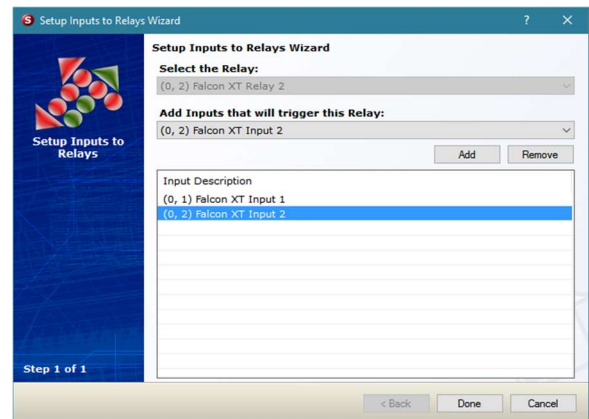 S Setup Inputs to Relays Wizard ? ×
Setup Inputs to Relays Wizard
Select the Relay:
(0, 2) Falcon XT Relay 2
Add Inputs that will trigger this Relay:
(0, 2) Falcon XT Input 2
Add Remove
Setup Inputs to
Relays
Input Description
(0, 1) Falcon XT Input 1
(0, 2) Falcon XT Input 2
Step 1 of 1
< Back Done Cancel